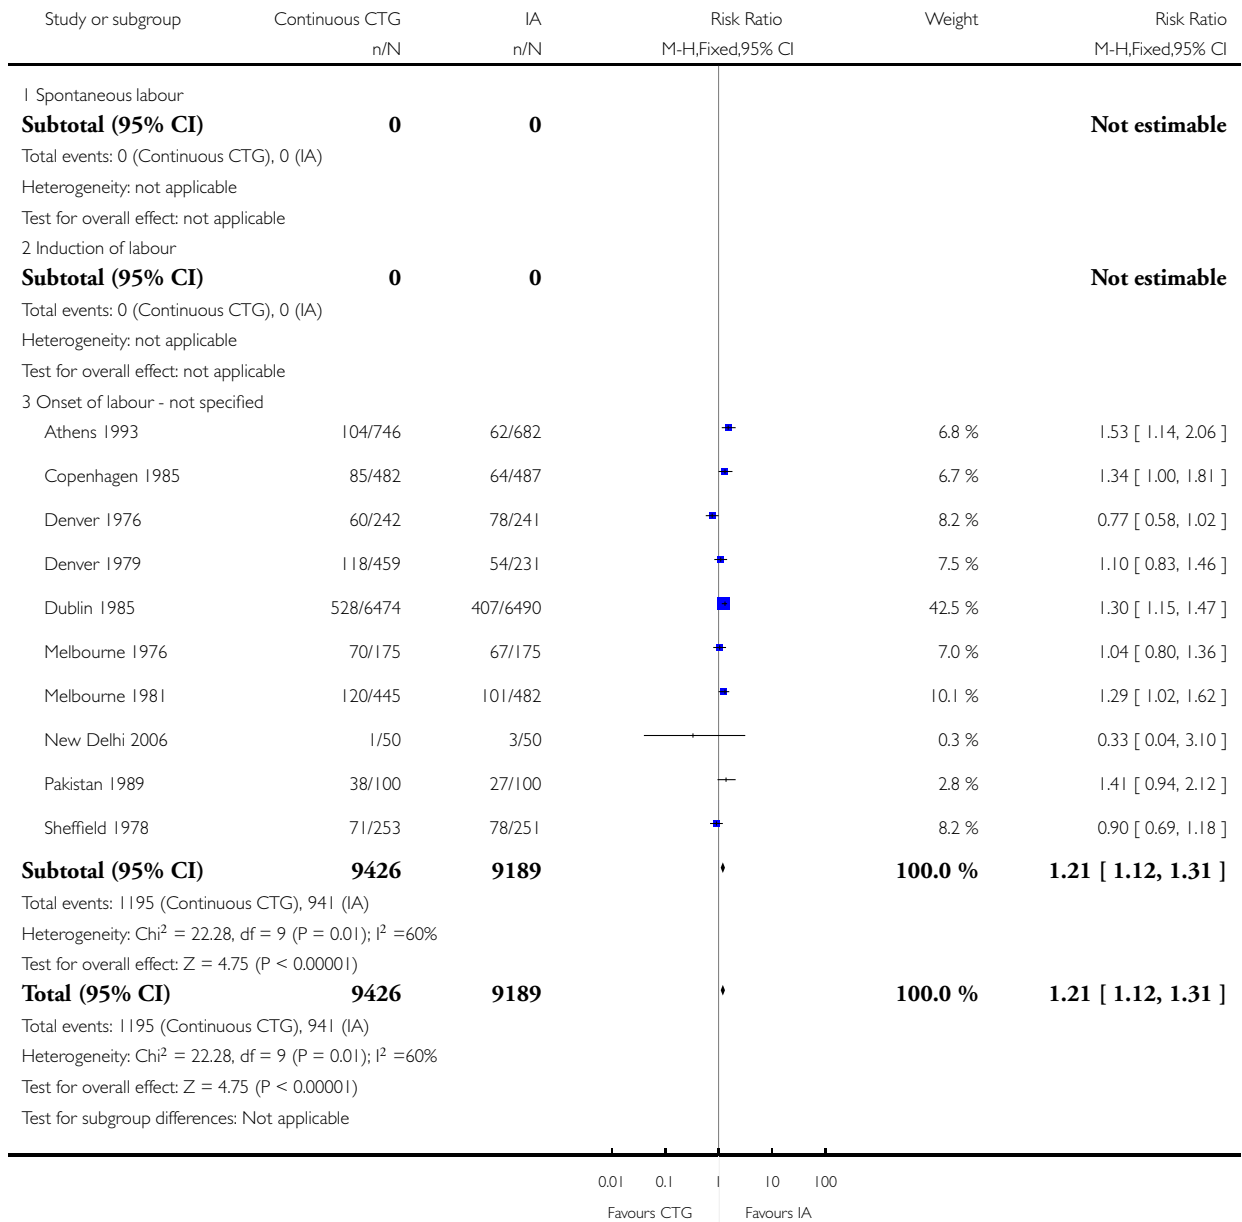 Study or subgroup Continuous CTG IA Risk Ratio Weight Risk Ratio
n/N n/N M-H,Fixed,95% CI M-H,Fixed,95% CI
1 Spontaneous labour
Subtotal (95% CI) 0 0 Not estimable
Total events: 0 (Continuous CTG), 0 (IA)
Heterogeneity: not applicable
Test for overall effect: not applicable
2 Induction of labour
Subtotal (95% CI) 0 0 Not estimable
Total events: 0 (Continuous CTG), 0 (IA)
Heterogeneity: not applicable
Test for overall effect: not applicable
3 Onset of labour - not specified
Athens 1993 104/746 62/682 6.8 % 1.53 [ 1.14, 2.06 ]
Copenhagen 1985 85/482 64/487 6.7 % 1.34 [ 1.00, 1.81 ]
Denver 1976 60/242 78/241 8.2 % 0.77 [ 0.58, 1.02 ]
Denver 1979 118/459 54/231 7.5 % 1.10 [ 0.83, 1.46 ]
Dublin 1985 528/6474 407/6490 42.5 % 1.30 [ 1.15, 1.47 ]
Melbourne 1976 70/175 67/175 7.0 % 1.04 [ 0.80, 1.36 ]
Melbourne 1981 120/445 101/482 10.1 % 1.29 [ 1.02, 1.62 ]
New Delhi 2006 1/50 3/50 0.3 % 0.33 [ 0.04, 3.10 ]
Pakistan 1989 38/100 27/100 2.8 % 1.41 [ 0.94, 2.12 ]
Sheffield 1978 71/253 78/251 8.2 % 0.90 [ 0.69, 1.18 ]
Subtotal (95% CI) 9426 9189 100.0 % 1.21 [ 1.12, 1.31 ]
Total events: 1195 (Continuous CTG), 941 (IA)
Heterogeneity: Chi² = 22.28, df = 9 (P = 0.01); I² =60%
Test for overall effect: Z = 4.75 (P < 0.00001)
Total (95% CI) 9426 9189 100.0 % 1.21 [ 1.12, 1.31 ]
Total events: 1195 (Continuous CTG), 941 (IA)
Heterogeneity: Chi² = 22.28, df = 9 (P = 0.01); I² =60%
Test for overall effect: Z = 4.75 (P < 0.00001)
Test for subgroup differences: Not applicable
0.01 0.1 1 10 100
Favours CTG Favours IA